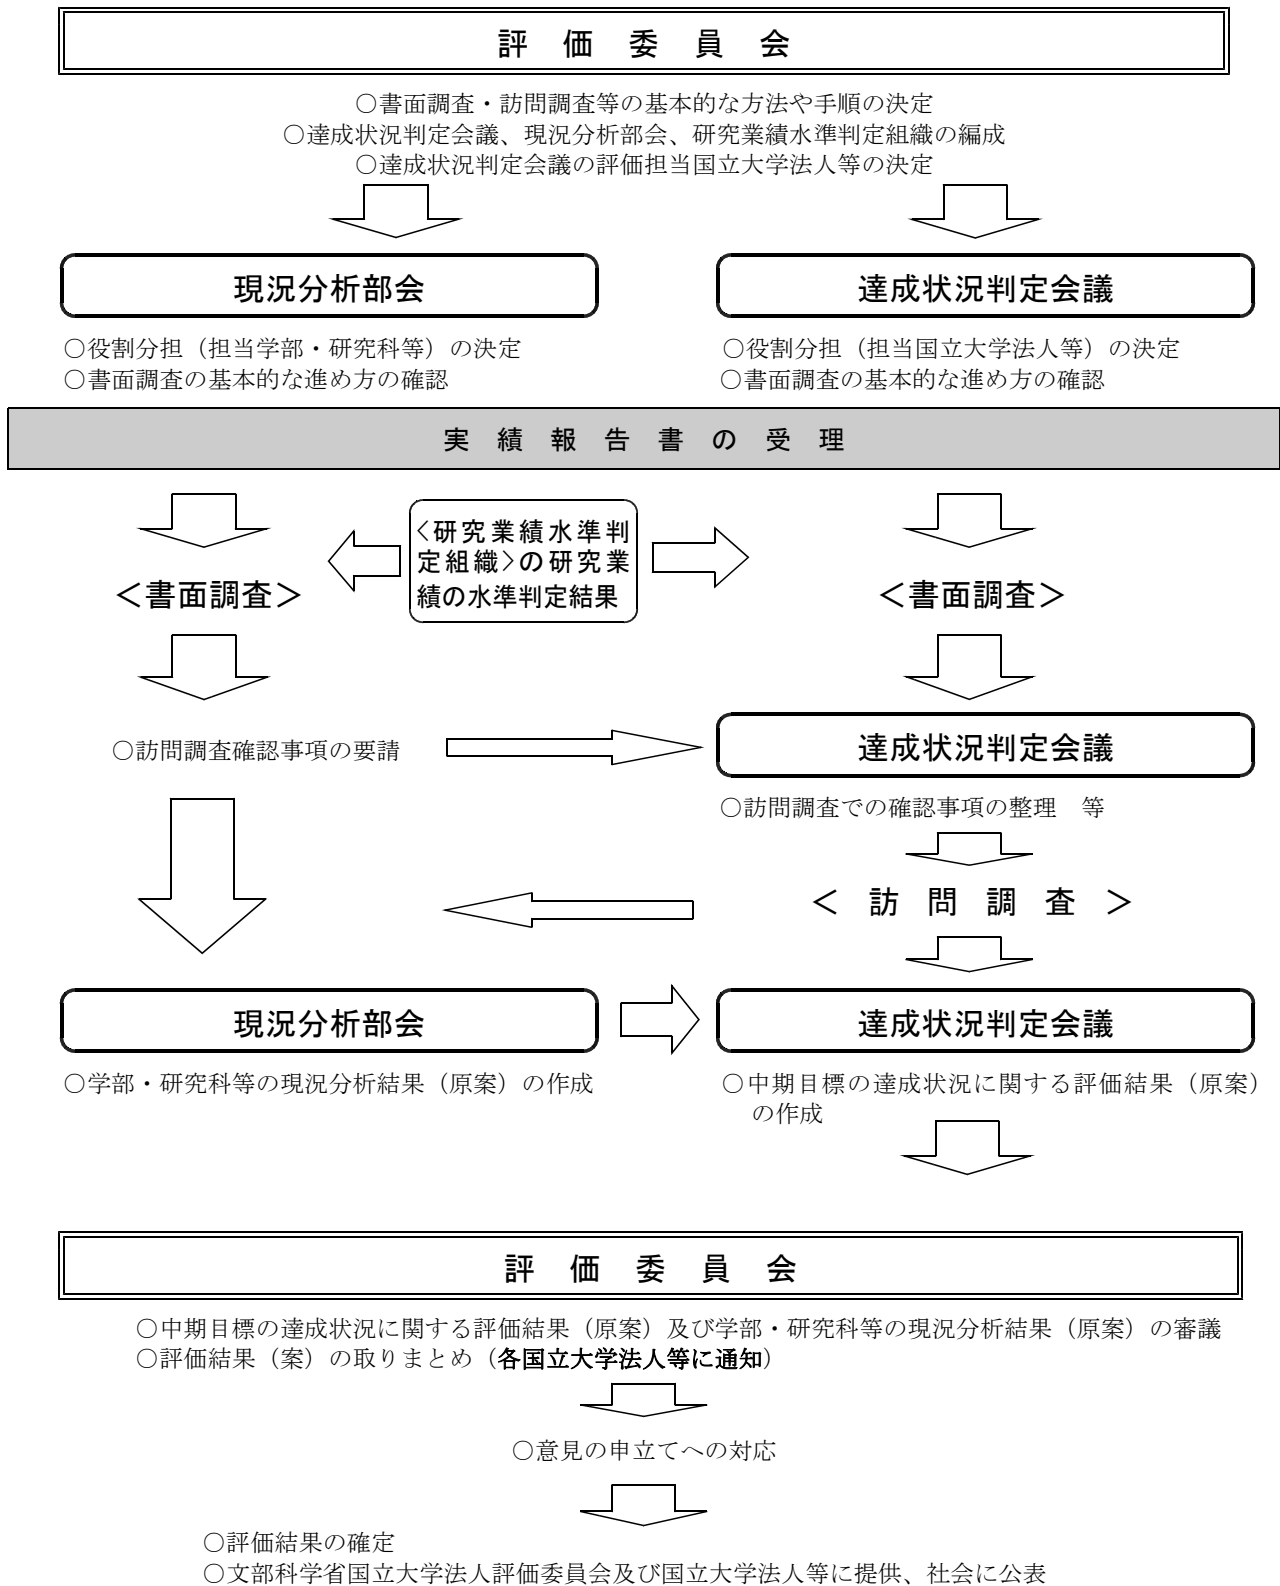 評　価　委　員　会
○書面調査・訪問調査等の基本的な方法や手順の決定
○達成状況判定会議、現況分析部会、研究業績水準判定組織の編成
○達成状況判定会議の評価担当国立大学法人等の決定
現況分析部会
○役割分担（担当学部・研究科等）の決定
○書面調査の基本的な進め方の確認
達成状況判定会議
○役割分担（担当国立大学法人等）の決定
○書面調査の基本的な進め方の確認
実　績　報　告　書　の　受　理
＜書面調査＞
〈研究業績水準判
定組織〉の研究業
績の水準判定結果
＜書面調査＞
○訪問調査確認事項の要請
達成状況判定会議
○訪問調査での確認事項の整理　等
＜　訪　問　調　査　＞
現況分析部会
○学部・研究科等の現況分析結果（原案）の作成
達成状況判定会議
○中期目標の達成状況に関する評価結果（原案）
の作成
評　価　委　員　会
○中期目標の達成状況に関する評価結果（原案）及び学部・研究科等の現況分析結果（原案）の審議
○評価結果（案）の取りまとめ（各国立大学法人等に通知）
○意見の申立てへの対応
○評価結果の確定
○文部科学省国立大学法人評価委員会及び国立大学法人等に提供、社会に公表